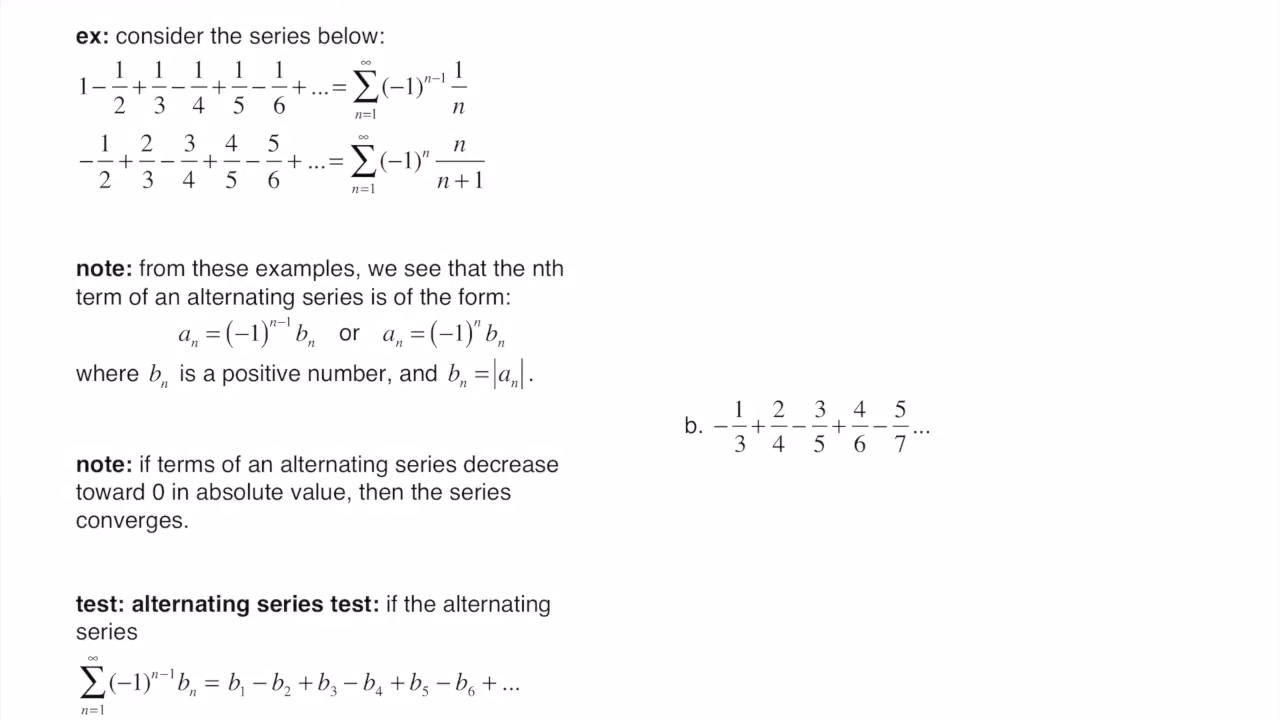 ex: consider the series below:
1 − 1/2 + 1/3 − 1/4 + 1/5 − 1/6 + ... = ∑_{n=1}^{∞} (−1)^{n−1} 1/n
− 1/2 + 2/3 − 3/4 + 4/5 − 5/6 + ... = ∑_{n=1}^{∞} (−1)^{n} n/(n+1)
note: from these examples, we see that the nth
term of an alternating series is of the form:
a_n = (−1)^{n−1} b_n or a_n = (−1)^{n} b_n
where b_n is a positive number, and b_n = |a_n|.
note: if terms of an alternating series decrease
toward 0 in absolute value, then the series
converges.
test: alternating series test: if the alternating
series
∑_{n=1}^{∞} (−1)^{n−1} b_n = b_1 − b_2 + b_3 − b_4 + b_5 − b_6 + ...
b. − 1/3 + 2/4 − 3/5 + 4/6 − 5/7 ...